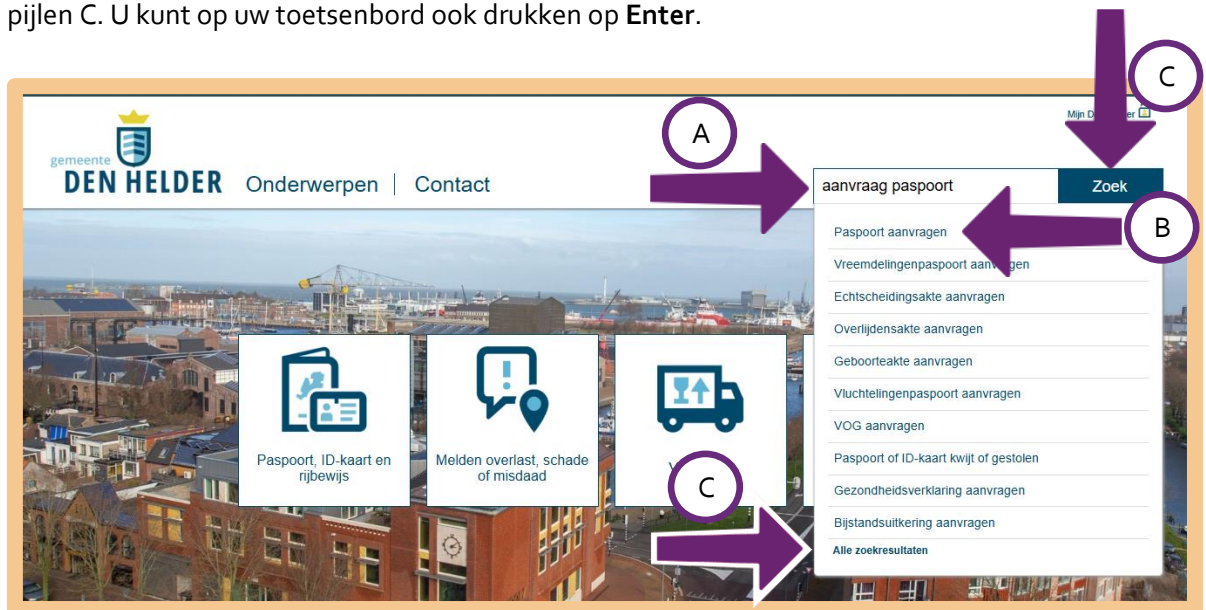 pijlen C. U kunt op uw toetsenbord ook drukken op Enter.
C
A
Mijn D
er
gemeente
DEN HELDER
Onderwerpen | Contact
aanvraag paspoort
Zoek
B
Paspoort aanvragen
Vreemdelingenpaspoort aanvragen
Echtscheidingsakte aanvragen
Overlijdensakte aanvragen
Geboorteakte aanvragen
Vluchtelingenpaspoort aanvragen
VOG aanvragen
Paspoort of ID-kaart kwijt of gestolen
Gezondheidsverklaring aanvragen
Bijstandsuitkering aanvragen
Alle zoekresultaten
Paspoort, ID-kaart en
rijbewijs
Melden overlast, schade
of misdaad
C